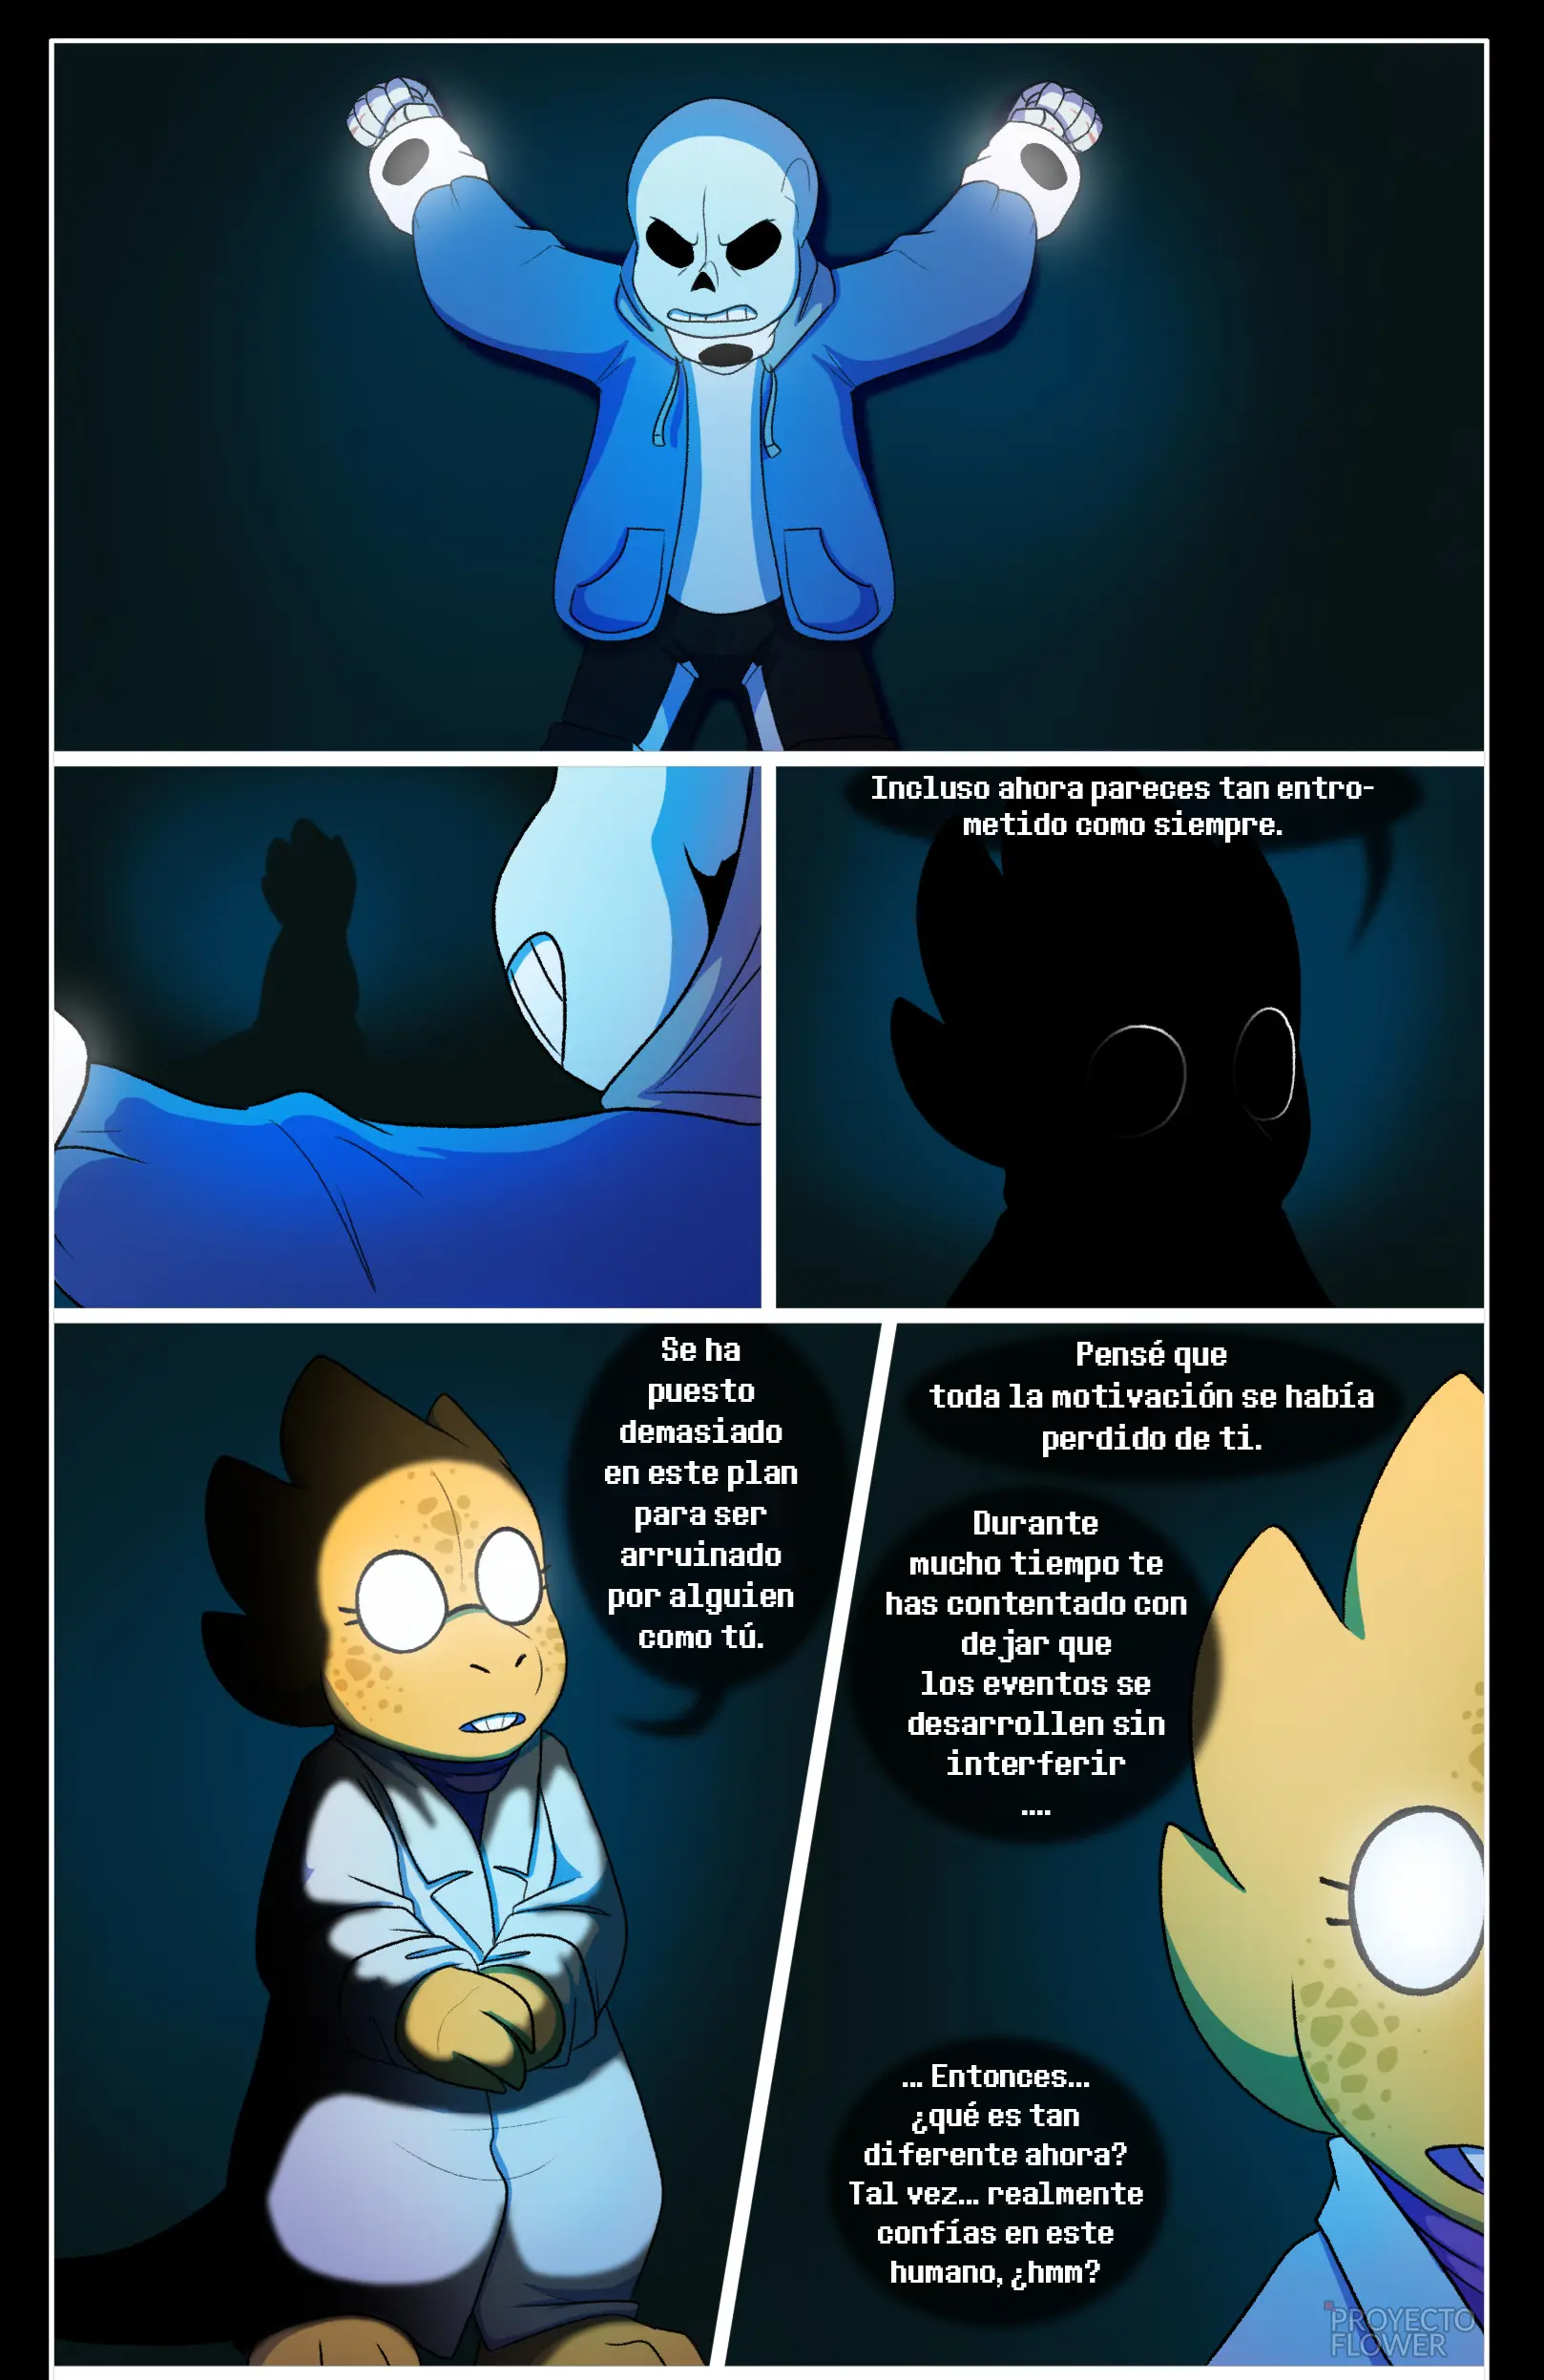 Incluso ahora pareces tan entro-
metido como siempre.
Se ha
puesto
demasiado
en este plan
para ser
arruinado
por alguien
como tú.
Pensé que
toda la motivación se había
perdido de ti.
Durante
mucho tiempo te
has contentado con
dejar que
los eventos se
desarrollen sin
interferir
....
... Entonces...
¿qué es tan
diferente ahora?
Tal vez... realmente
confías en este
humano, ¿hmm?
PROYECTO
FLOWER